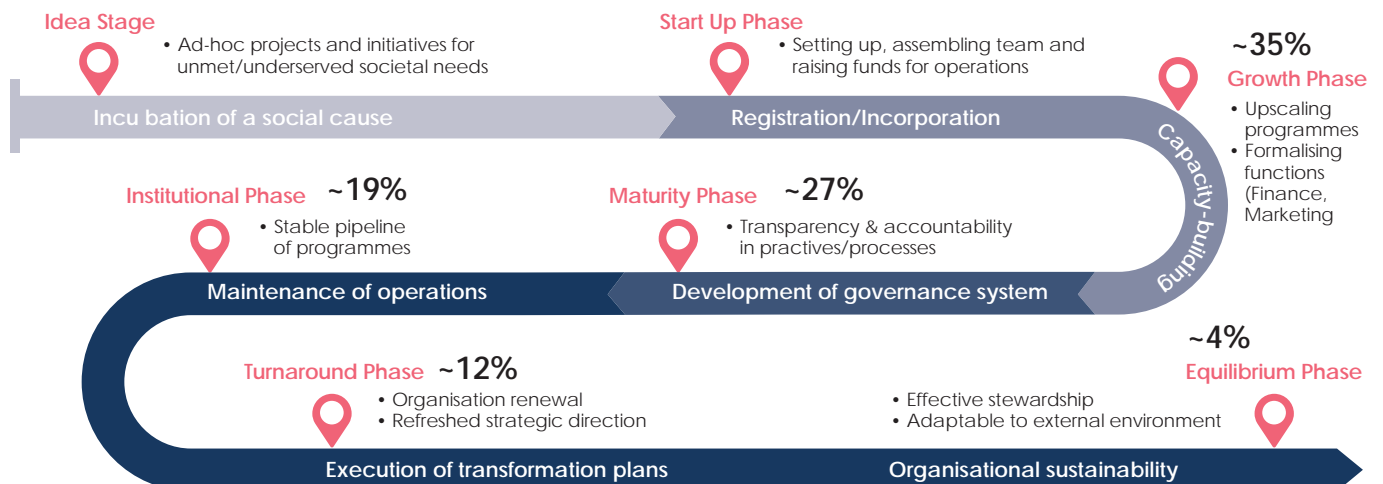 Idea Stage
• Ad-hoc projects and initiatives for
unmet/underserved societal needs
Incu bation of a social cause
Start Up Phase
• Setting up, assembling team and
raising funds for operations
Registration/Incorporation
~35%
Growth Phase
• Upscaling
programmes
• Formalising
functions
(Finance,
Marketing
Capacity-building
Maturity Phase ~27%
• Transparency & accountability
in practives/processes
Development of governance system
Institutional Phase ~19%
• Stable pipeline
of programmes
Maintenance of operations
Turnaround Phase ~12%
• Organisation renewal
• Refreshed strategic direction
Execution of transformation plans
~4%
Equilibrium Phase
• Effective stewardship
• Adaptable to external environment
Organisational sustainability